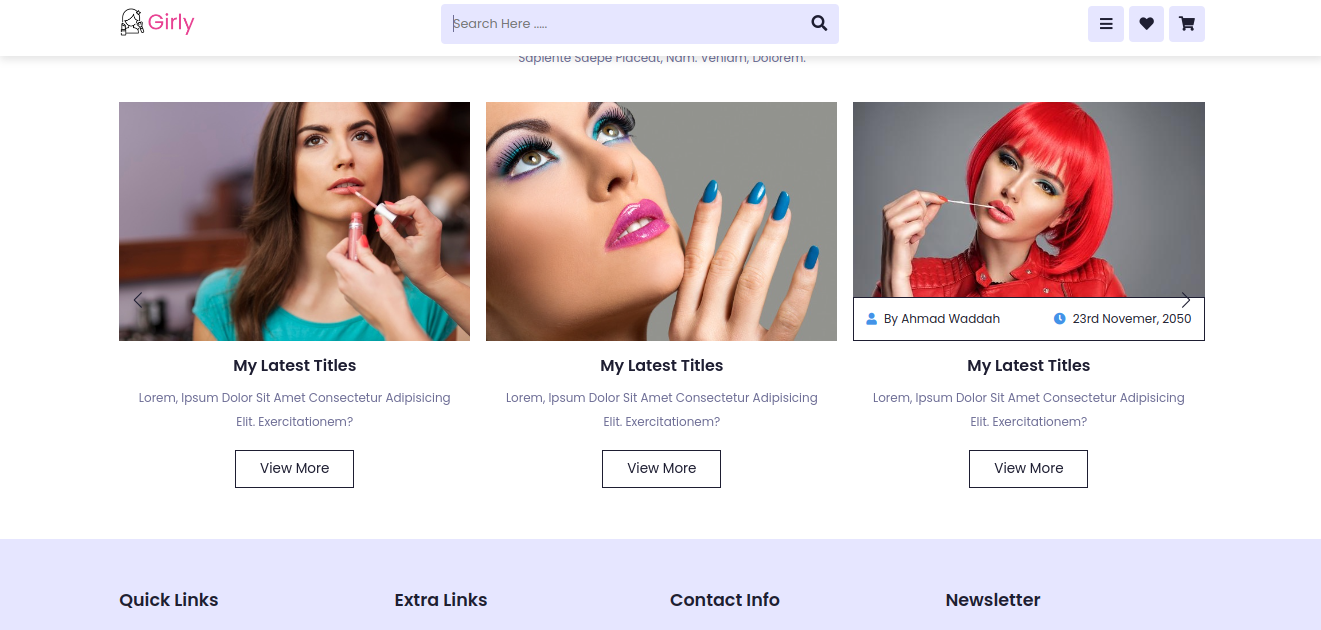 Girly
Search Here .....
Sapiente Saepe Placeat, Nam. Veniam, Dolorem.
By Ahmad Waddah
23rd Novemer, 2050
My Latest Titles
Lorem, Ipsum Dolor Sit Amet Consectetur Adipisicing
Elit. Exercitationem?
View More
My Latest Titles
Lorem, Ipsum Dolor Sit Amet Consectetur Adipisicing
Elit. Exercitationem?
View More
My Latest Titles
Lorem, Ipsum Dolor Sit Amet Consectetur Adipisicing
Elit. Exercitationem?
View More
Quick Links
Extra Links
Contact Info
Newsletter